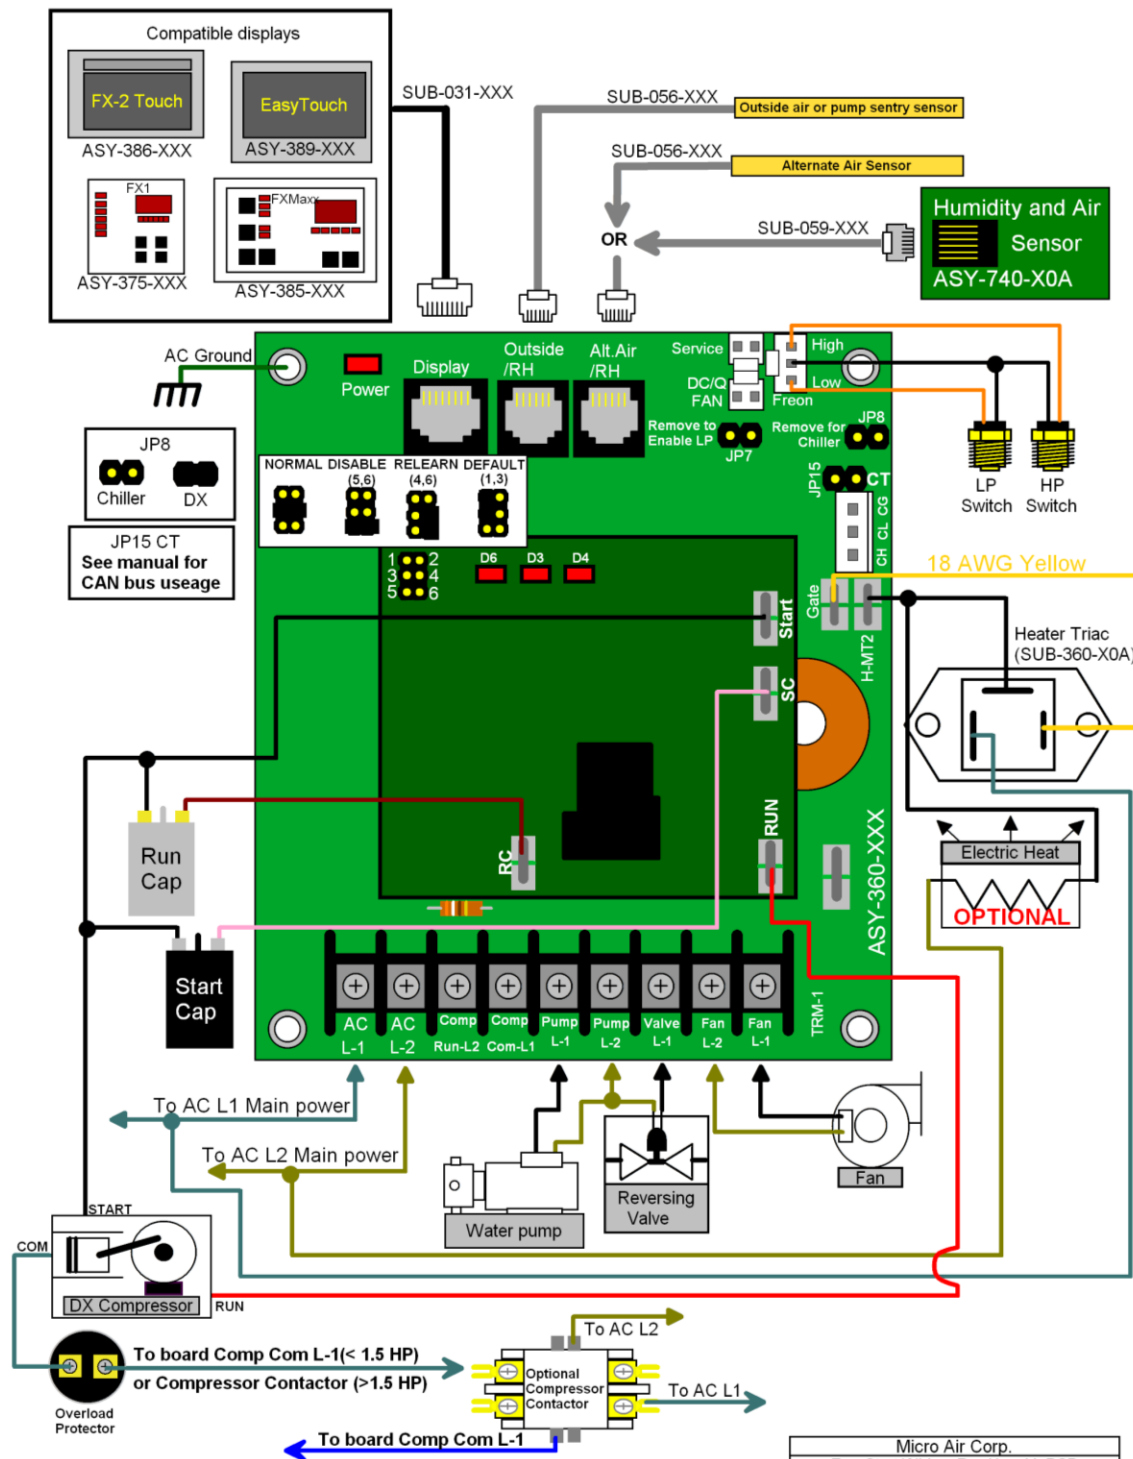 Compatible displays
FX-2 Touch
EasyTouch
ASY-386-XXX
ASY-389-XXX
FX1
FXMaxx
ASY-375-XXX
ASY-385-XXX
SUB-031-XXX
SUB-056-XXX
Outside air or pump sentry sensor
SUB-056-XXX
Alternate Air Sensor
SUB-059-XXX
OR
Humidity and Air
Sensor
ASY-740-X0A
AC Ground
Power
Display
Outside
/RH
Alt.Air
/RH
Service
DC/Q
FAN
High
Low
Freon
Remove to
Enable LP
JP7
Remove for
Chiller
JP8
JP15
CT
CH CL CG
LP
Switch
HP
Switch
JP8
Chiller
DX
JP15 CT
See manual for
CAN bus useage
NORMAL
DISABLE
(5,6)
RELEARN
(4,6)
DEFAULT
(1,3)
1 2
3 4
5 6
D6
D3
D4
Start
SC
RUN
RC
Gate
H-MT2
18 AWG Yellow
Heater Triac
(SUB-360-X0A)
Electric Heat
OPTIONAL
ASY-360-XXX
TRM-1
Run
Cap
Start
Cap
AC
L-1
AC
L-2
Comp
Run-L2
Comp
Com-L1
Pump
L-1
Pump
L-2
Valve
L-1
Fan
L-2
Fan
L-1
To AC L1 Main power
To AC L2 Main power
Water pump
Reversing
Valve
Fan
START
COM
DX Compressor
RUN
Overload
Protector
To board Comp Com L-1(< 1.5 HP)
or Compressor Contactor (>1.5 HP)
To AC L2
Optional
Compressor
Contactor
To AC L1
To board Comp Com L-1
Micro Air Corp.